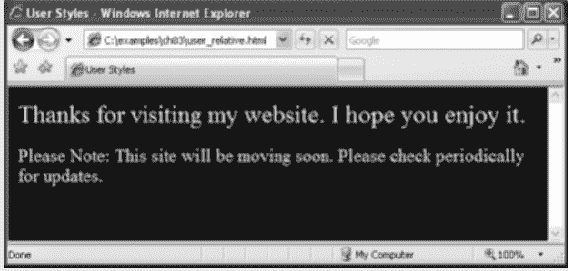 User Styles - Windows Internet Explorer
C:\examples\ch03\user_relative.html
Google
User Styles
Thanks for visiting my website. I hope you enjoy it.
Please Note: This site will be moving soon. Please check periodically
for updates.
Done
My Computer
100%